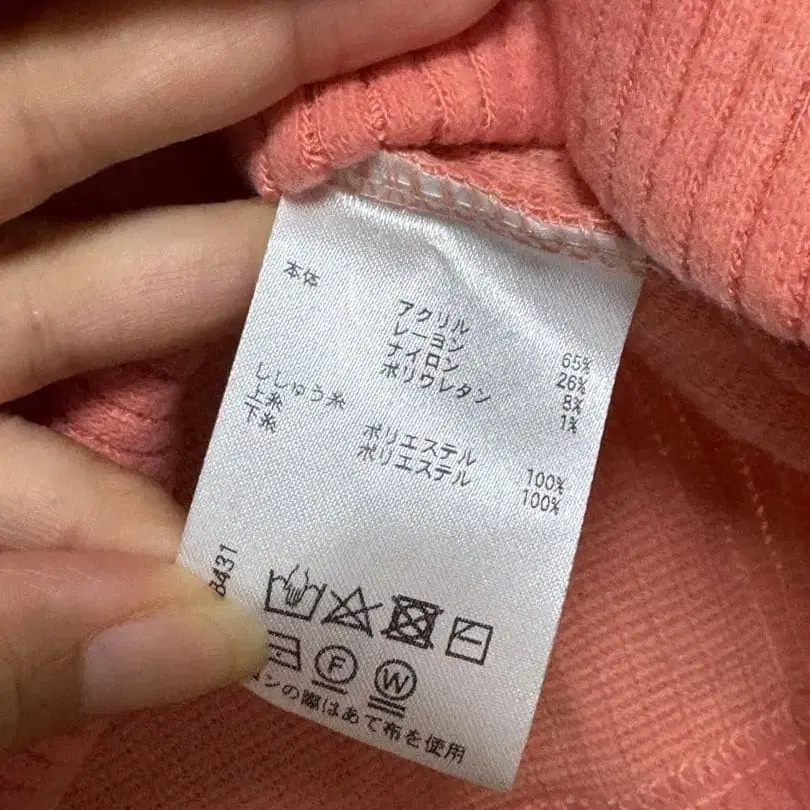 本体
アクリル 65%
レーヨン 26%
ナイロン 8%
ポリウレタン 1%
ししゅう糸
上糸 ポリエステル 100%
下糸 ポリエステル 100%
8431
F W
ンの際はあて布を使用